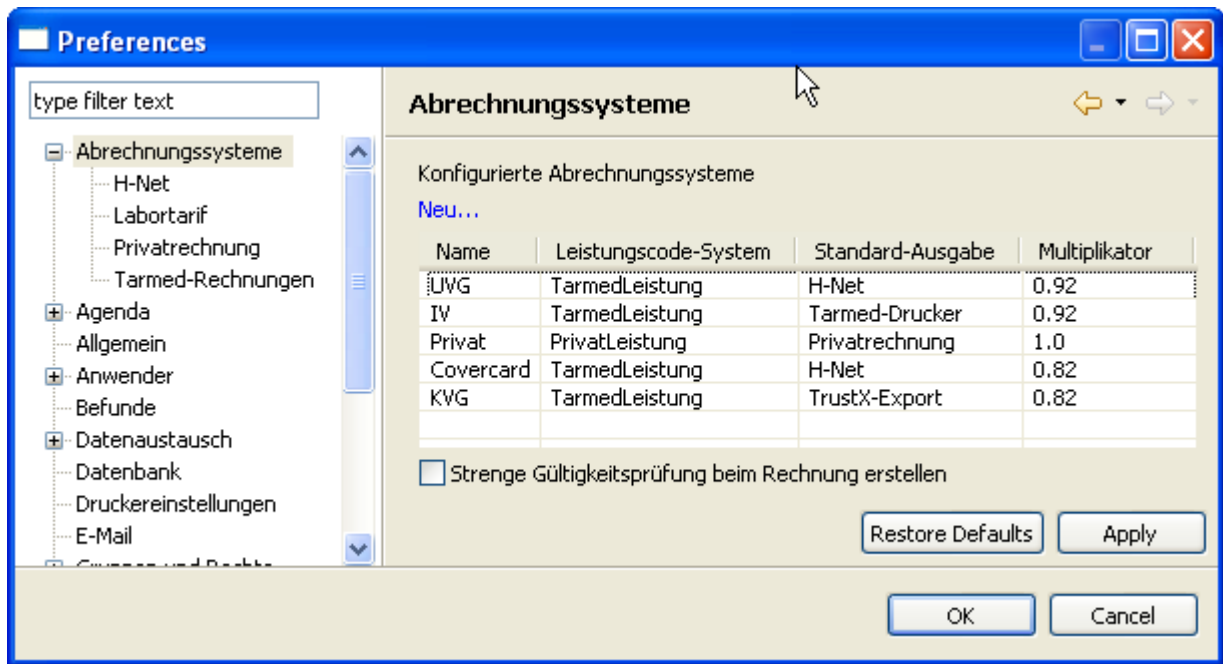 Preferences
type filter text
Abrechnungssysteme
H-Net
Labortarif
Privatrechnung
Tarmed-Rechnungen
Agenda
Allgemein
Anwender
Befunde
Datenaustausch
Datenbank
Druckereinstellungen
E-Mail
Gruppen und Rechte
Abrechnungssysteme
Konfigurierte Abrechnungssysteme
Neu...
Name Leistungscode-System Standard-Ausgabe Multiplikator
UVG TarmedLeistung H-Net 0.92
IV TarmedLeistung Tarmed-Drucker 0.92
Privat PrivatLeistung Privatrechnung 1.0
Covercard TarmedLeistung H-Net 0.82
KVG TarmedLeistung TrustX-Export 0.82
Strenge Gültigkeitsprüfung beim Rechnung erstellen
Restore Defaults Apply
OK Cancel